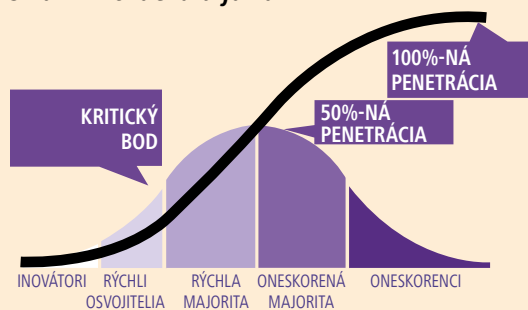 100%-NÁ
PENETRÁCIA
KRITICKÝ
BOD
50%-NÁ
PENETRÁCIA
INOVÁTORI
RÝCHLI
OSVOJITELIA
RÝCHLA
MAJORITA
ONESKORENÁ
MAJORITA
ONESKORENCI